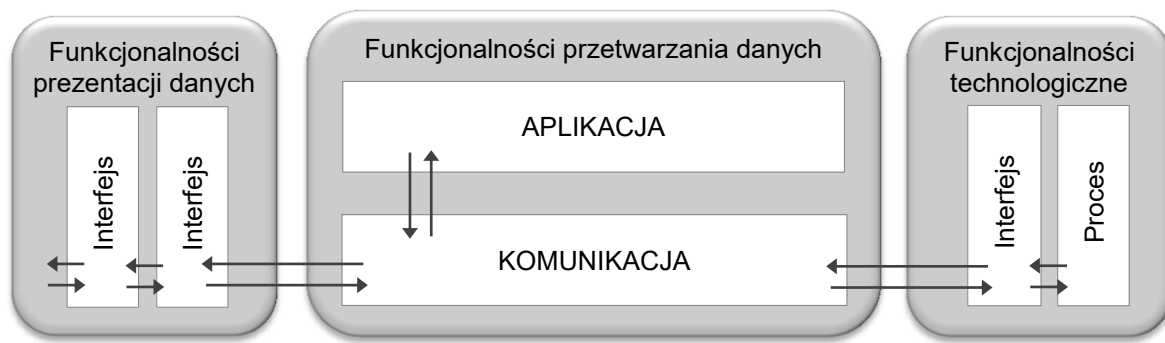 Funkcjonalności
prezentacji danych
Interfejs
Interfejs
Funkcjonalności przetwarzania danych
APLIKACJA
KOMUNIKACJA
Funkcjonalności
technologiczne
Interfejs
Proces